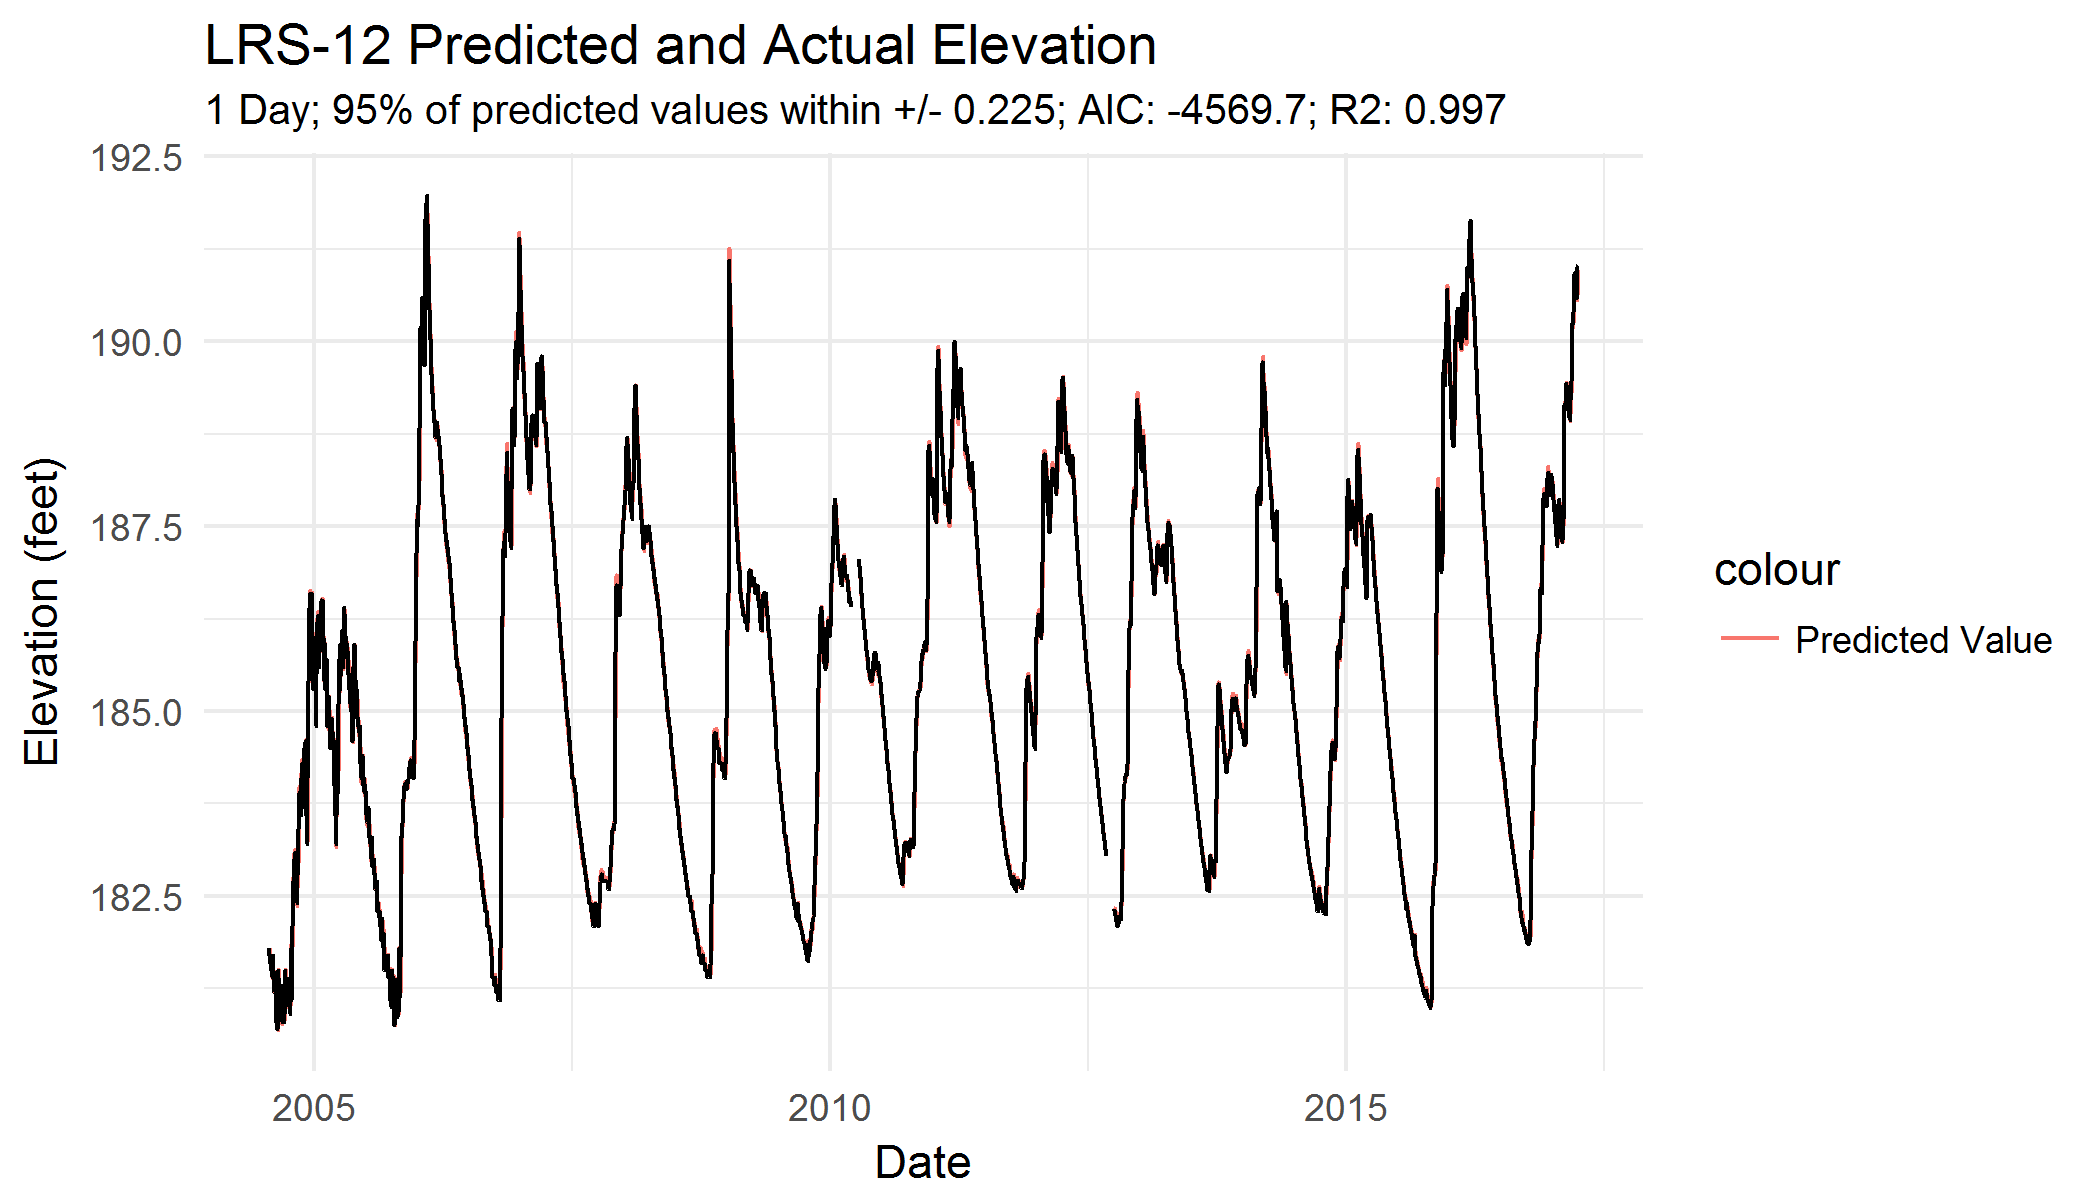 LRS-12 Predicted and Actual Elevation
1 Day; 95% of predicted values within +/- 0.225; AIC: -4569.7; R2: 0.997
192.5
190.0
187.5
185.0
182.5
Elevation (feet)
2005
2010
2015
Date
colour
Predicted Value